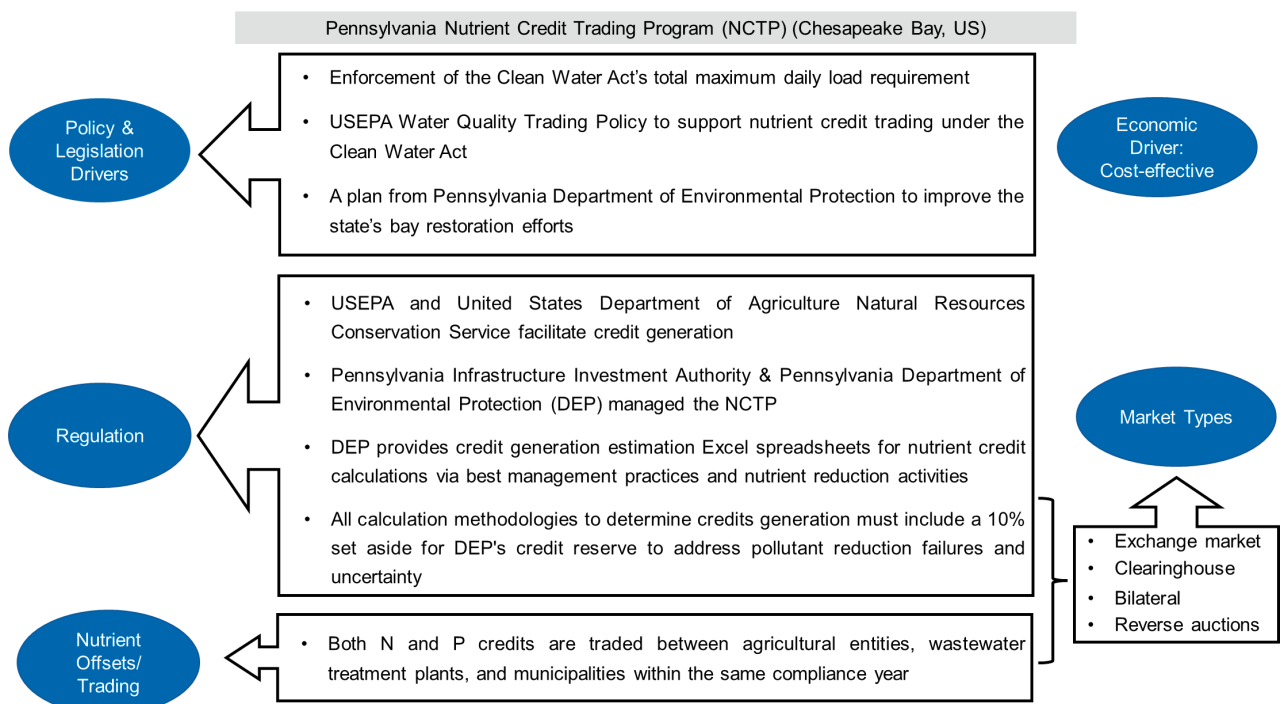 Pennsylvania Nutrient Credit Trading Program (NCTP) (Chesapeake Bay, US)
Policy &
Legislation
Drivers
• Enforcement of the Clean Water Act's total maximum daily load requirement
• USEPA Water Quality Trading Policy to support nutrient credit trading under the
Clean Water Act
• A plan from Pennsylvania Department of Environmental Protection to improve the
state's bay restoration efforts
Economic
Driver:
Cost-effective
Regulation
• USEPA and United States Department of Agriculture Natural Resources
Conservation Service facilitate credit generation
• Pennsylvania Infrastructure Investment Authority & Pennsylvania Department of
Environmental Protection (DEP) managed the NCTP
• DEP provides credit generation estimation Excel spreadsheets for nutrient credit
calculations via best management practices and nutrient reduction activities
• All calculation methodologies to determine credits generation must include a 10%
set aside for DEP's credit reserve to address pollutant reduction failures and
uncertainty
Market Types
• Exchange market
• Clearinghouse
• Bilateral
• Reverse auctions
Nutrient
Offsets/
Trading
• Both N and P credits are traded between agricultural entities, wastewater
treatment plants, and municipalities within the same compliance year